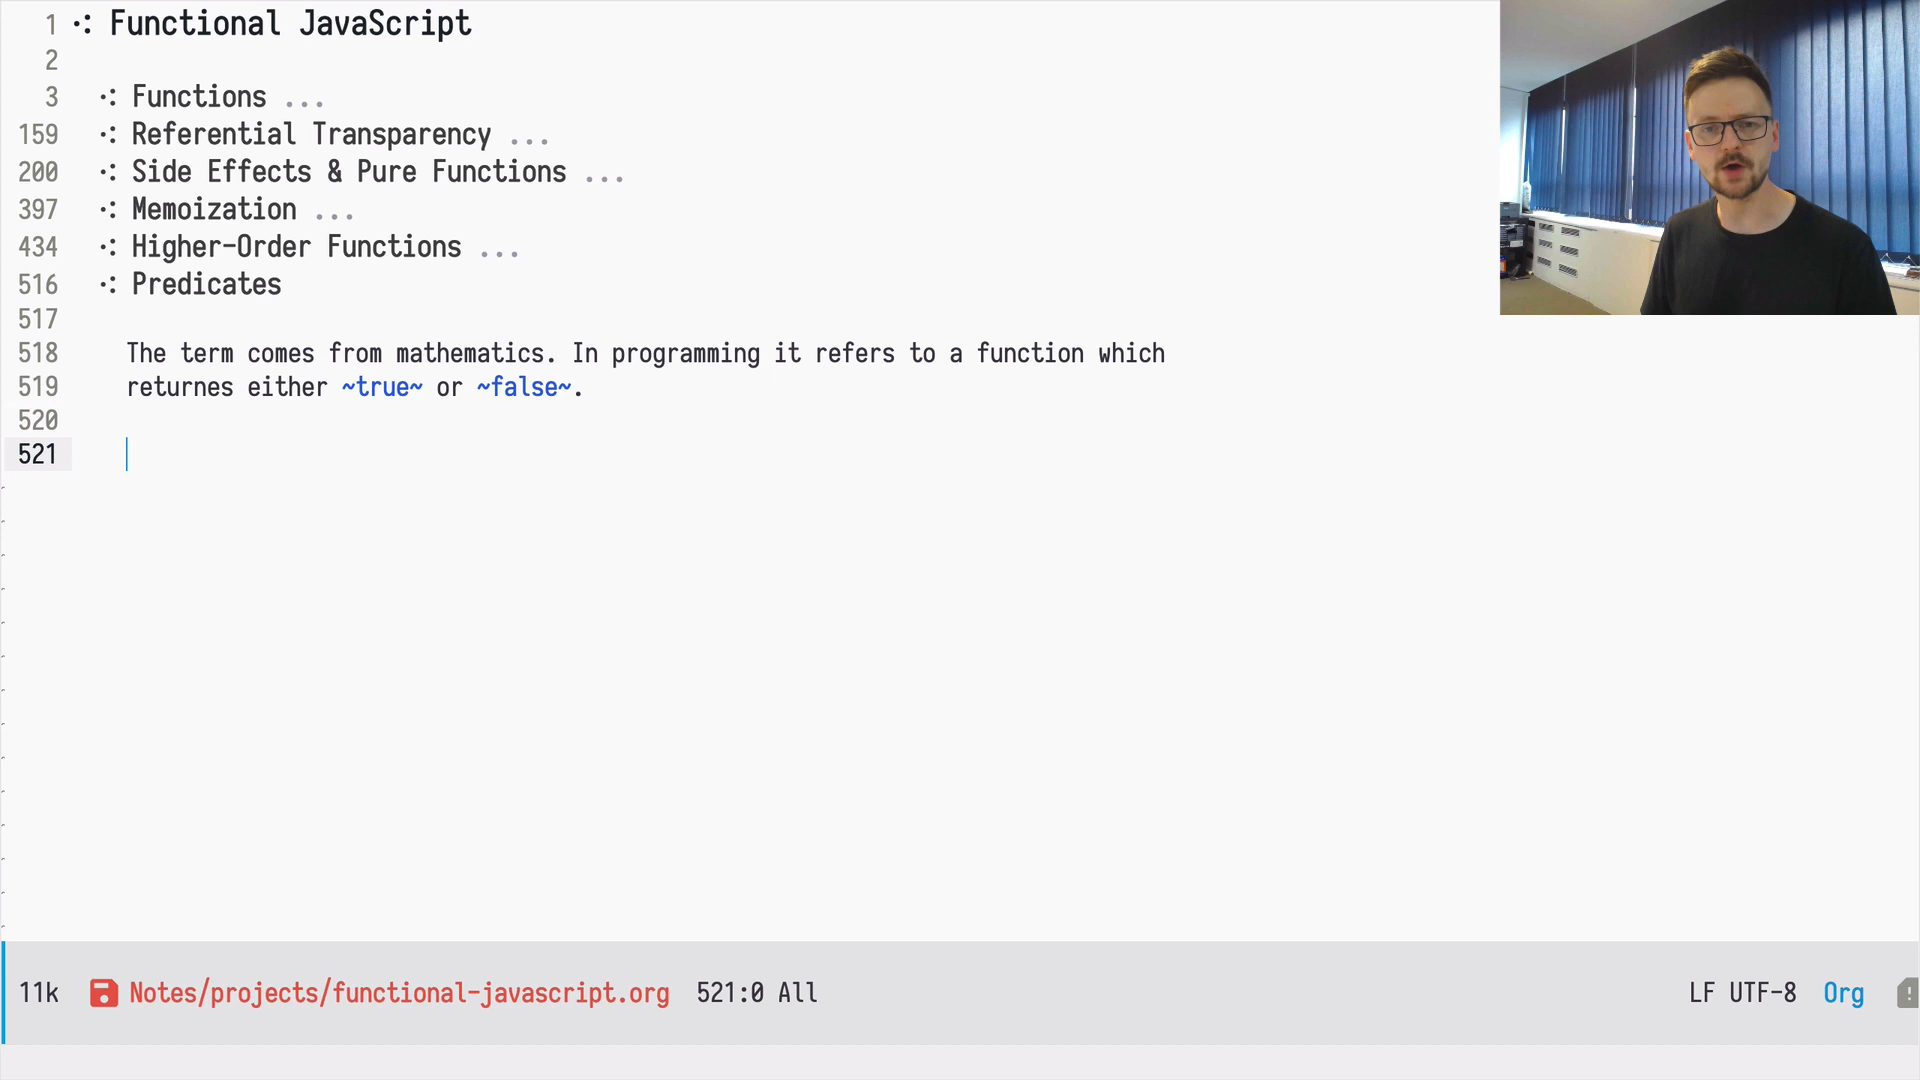 1 Functional JavaScript
2
3 Functions ...
159 Referential Transparency ...
200 Side Effects & Pure Functions ...
397 Memoization ...
434 Higher-Order Functions ...
516 Predicates
517
518 The term comes from mathematics. In programming it refers to a function which
519 returnes either ~true~ or ~false~.
520
521
11k Notes/projects/functional-javascript.org 521:0 All LF UTF-8 Org